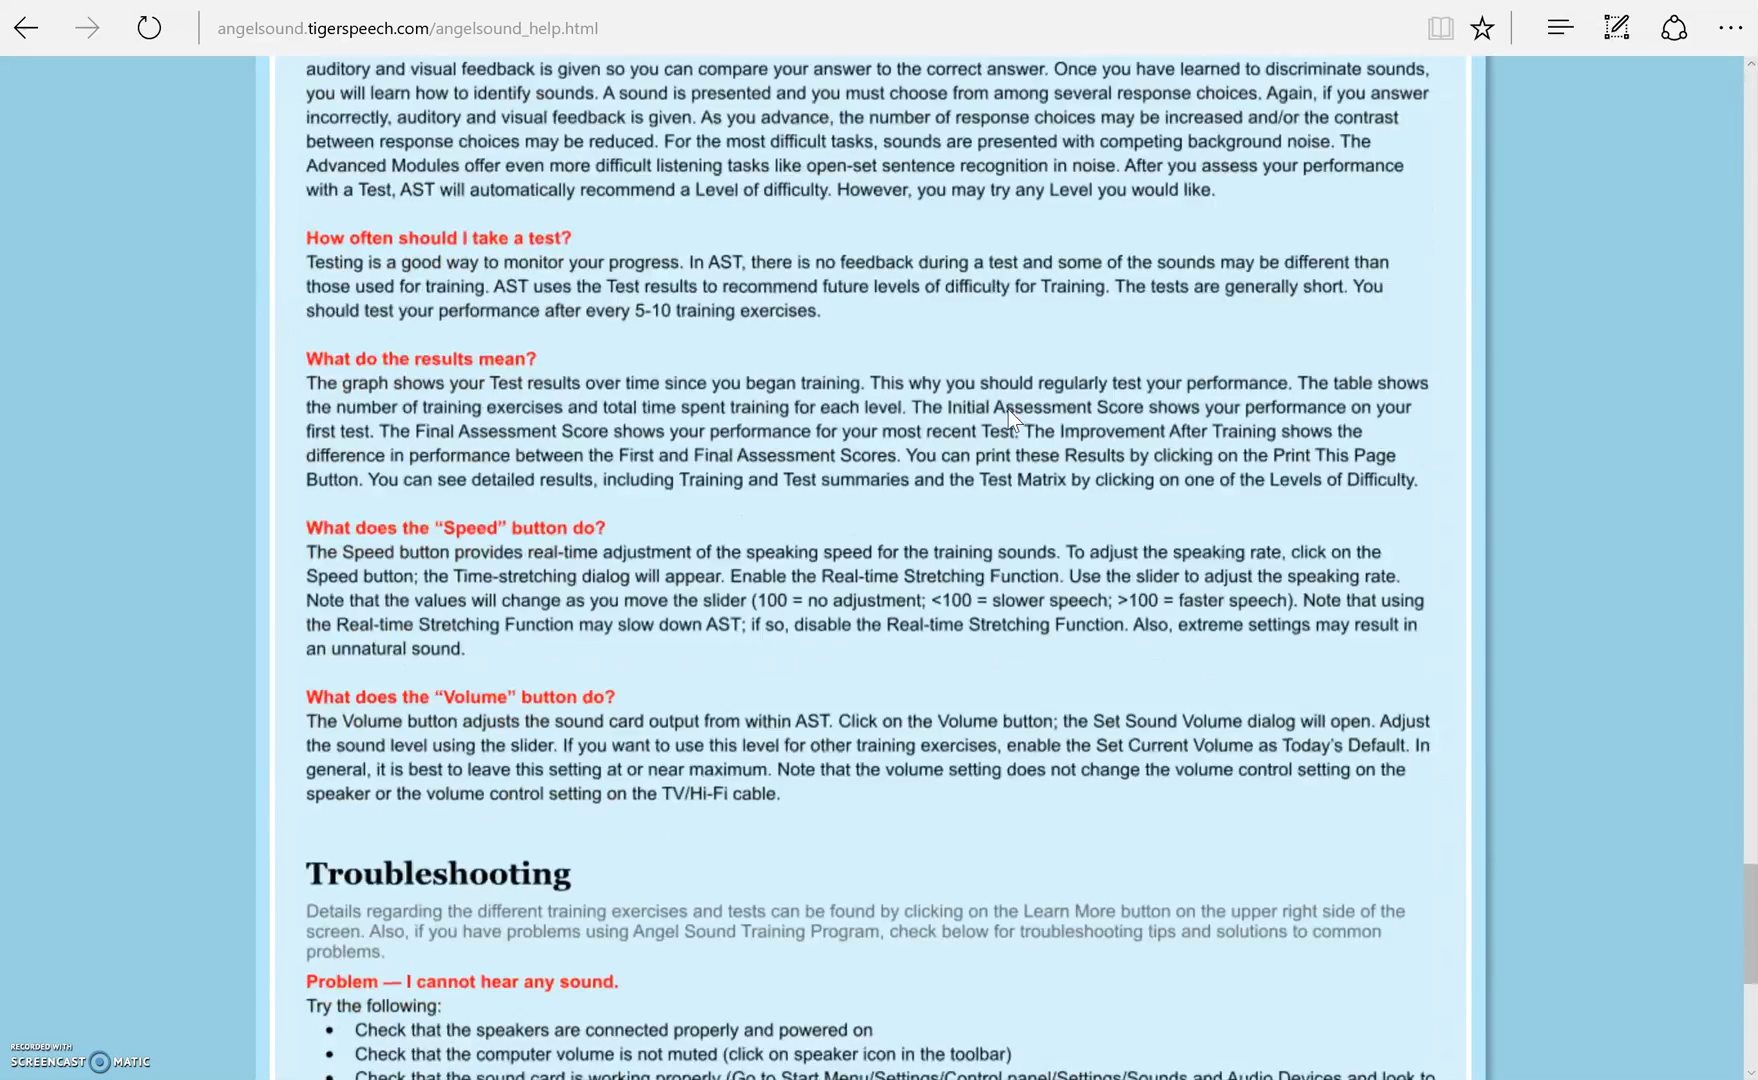 angelsound.tigerspeech.com/angelsound_help.html
auditory and visual feedback is given so you can compare your answer to the correct answer. Once you have learned to discriminate sounds,
you will learn how to identify sounds. A sound is presented and you must choose from among several response choices. Again, if you answer
incorrectly, auditory and visual feedback is given. As you advance, the number of response choices may be increased and/or the contrast
between response choices may be reduced. For the most difficult tasks, sounds are presented with competing background noise. The
Advanced Modules offer even more difficult listening tasks like open-set sentence recognition in noise. After you assess your performance
with a Test, AST will automatically recommend a Level of difficulty. However, you may try any Level you would like.
How often should I take a test?
Testing is a good way to monitor your progress. In AST, there is no feedback during a test and some of the sounds may be different than
those used for training. AST uses the Test results to recommend future levels of difficulty for Training. The tests are generally short. You
should test your performance after every 5-10 training exercises.
What do the results mean?
The graph shows your Test results over time since you began training. This why you should regularly test your performance. The table shows
the number of training exercises and total time spent training for each level. The Initial Assessment Score shows your performance on your
first test. The Final Assessment Score shows your performance for your most recent Test. The Improvement After Training shows the
difference in performance between the First and Final Assessment Scores. You can print these Results by clicking on the Print This Page
Button. You can see detailed results, including Training and Test summaries and the Test Matrix by clicking on one of the Levels of Difficulty.
What does the “Speed” button do?
The Speed button provides real-time adjustment of the speaking speed for the training sounds. To adjust the speaking rate, click on the
Speed button; the Time-stretching dialog will appear. Enable the Real-time Stretching Function. Use the slider to adjust the speaking rate.
Note that the values will change as you move the slider (100 = no adjustment; <100 = slower speech; >100 = faster speech). Note that using
the Real-time Stretching Function may slow down AST; if so, disable the Real-time Stretching Function. Also, extreme settings may result in
an unnatural sound.
What does the “Volume” button do?
The Volume button adjusts the sound card output from within AST. Click on the Volume button; the Set Sound Volume dialog will open. Adjust
the sound level using the slider. If you want to use this level for other training exercises, enable the Set Current Volume as Today’s Default. In
general, it is best to leave this setting at or near maximum. Note that the volume setting does not change the volume control setting on the
speaker or the volume control setting on the TV/Hi-Fi cable.
Troubleshooting
Details regarding the different training exercises and tests can be found by clicking on the Learn More button on the upper right side of the
screen. Also, if you have problems using Angel Sound Training Program, check below for troubleshooting tips and solutions to common
problems.
Problem — I cannot hear any sound.
Try the following:
• Check that the speakers are connected properly and powered on
• Check that the computer volume is not muted (click on speaker icon in the toolbar)
• Check that the sound card is working properly (Go to Start Menu/Settings/Control panel/Settings/Sounds and Audio Devices and look to
RECORDED WITH
SCREENCAST MATIC